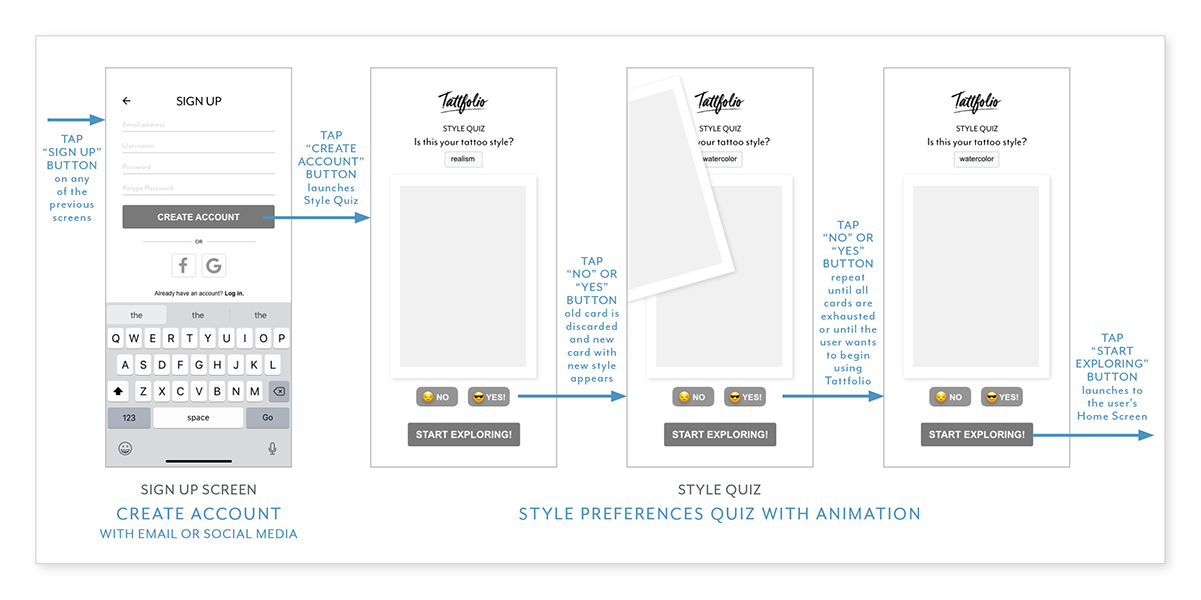 TAP
“SIGN UP”
BUTTON
on any
of the
previous
screens
SIGN UP
Email address
Username
Password
Retype Password
CREATE ACCOUNT
OR
f G
Already have an account? Log in.
the the the
Q W E R T Y U I O P
A S D F G H J K L
Z X C V B N M
123 space Go
SIGN UP SCREEN
CREATE ACCOUNT
WITH EMAIL OR SOCIAL MEDIA
TAP
“CREATE
ACCOUNT”
BUTTON
launches
Style Quiz
Tattfolio
STYLE QUIZ
Is this your tattoo style?
realism
NO YES!
START EXPLORING!
TAP
“NO” OR
“YES”
BUTTON
old card is
discarded
and new
card with
new style
appears
Tattfolio
STYLE QUIZ
your tattoo style?
watercolor
NO YES!
START EXPLORING!
TAP
“NO” OR
“YES”
BUTTON
repeat
until all
cards are
exhausted
or until the
user wants
to begin
using
Tattfolio
Tattfolio
STYLE QUIZ
Is this your tattoo style?
watercolor
NO YES!
START EXPLORING!
TAP
“START
EXPLORING”
BUTTON
launches to
the user’s
Home Screen
STYLE QUIZ
STYLE PREFERENCES QUIZ WITH ANIMATION